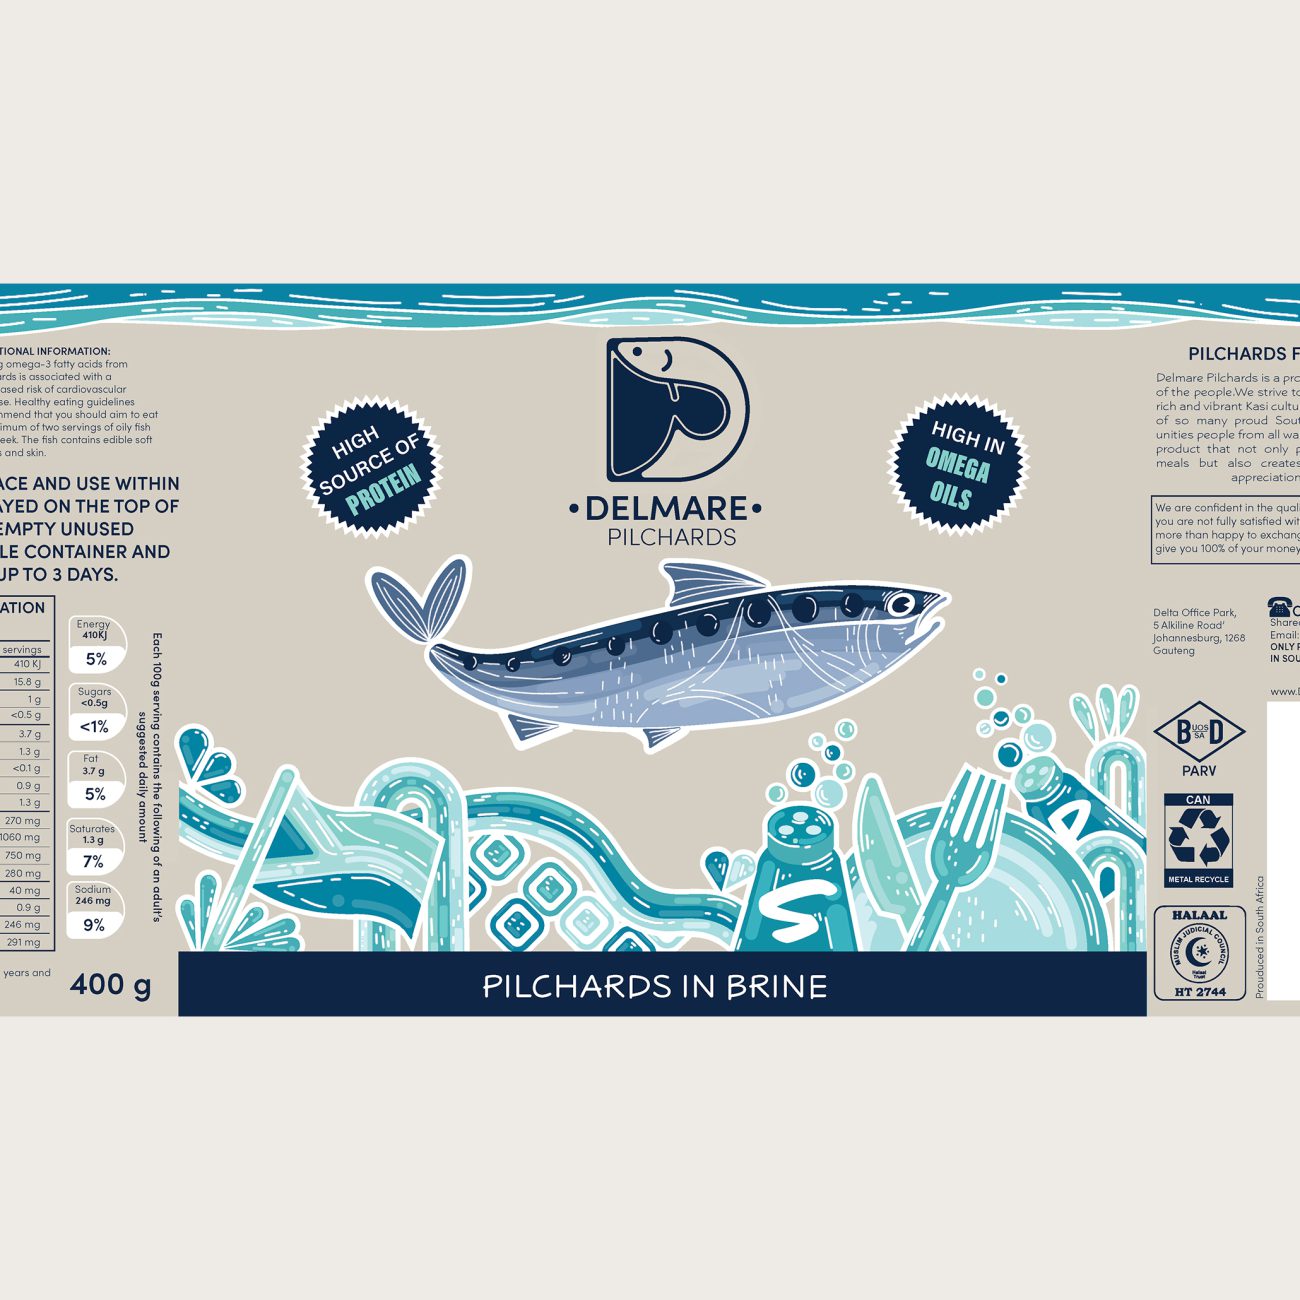 TIONAL INFORMATION:
g omega-3 fatty acids from
rds is associated with a
ased risk of cardiovascular
se. Healthy eating guidelines
mmend that you should aim to eat
imum of two servings of oily fish
eek. The fish contains edible soft
s and skin.
ACE AND USE WITHIN
AYED ON THE TOP OF
EMPTY UNUSED
LE CONTAINER AND
UP TO 3 DAYS.
ATION
servings
410 KJ
15.8 g
1 g
<0.5 g
3.7 g
1.3 g
<0.1 g
0.9 g
1.3 g
270 mg
1060 mg
750 mg
280 mg
40 mg
0.9 g
246 mg
291 mg
years and
Energy
410KJ
5%
Sugars
<0.5g
<1%
Fat
3.7 g
5%
Saturates
1.3 g
7%
Sodium
246 mg
9%
Each 100g serving contains the following of an adult's
suggested daily amount
400 g
HIGH
SOURCE OF
PROTEIN
•DELMARE•
PILCHARDS
HIGH IN
OMEGA
OILS
S
PILCHARDS IN BRINE
PILCHARDS F
Delmare Pilchards is a pro
of the people.We strive to
rich and vibrant Kasi cultu
of so many proud Sout
unities people from all wa
product that not only p
meals but also creates
appreciation
We are confident in the quali
you are not fully satisfied wit
more than happy to exchang
give you 100% of your money
Delta Office Park,
5 Alkiline Road'
Johannesburg, 1268
Gauteng
C
Shared
Email:
ONLY F
IN SOU
www.D
BUOSSAD
PARV
CAN
METAL RECYCLE
HALAAL
MUSLIM JUDICIAL COUNCIL
Halaal
Trust
HT 2744
Prouduced in South Africa